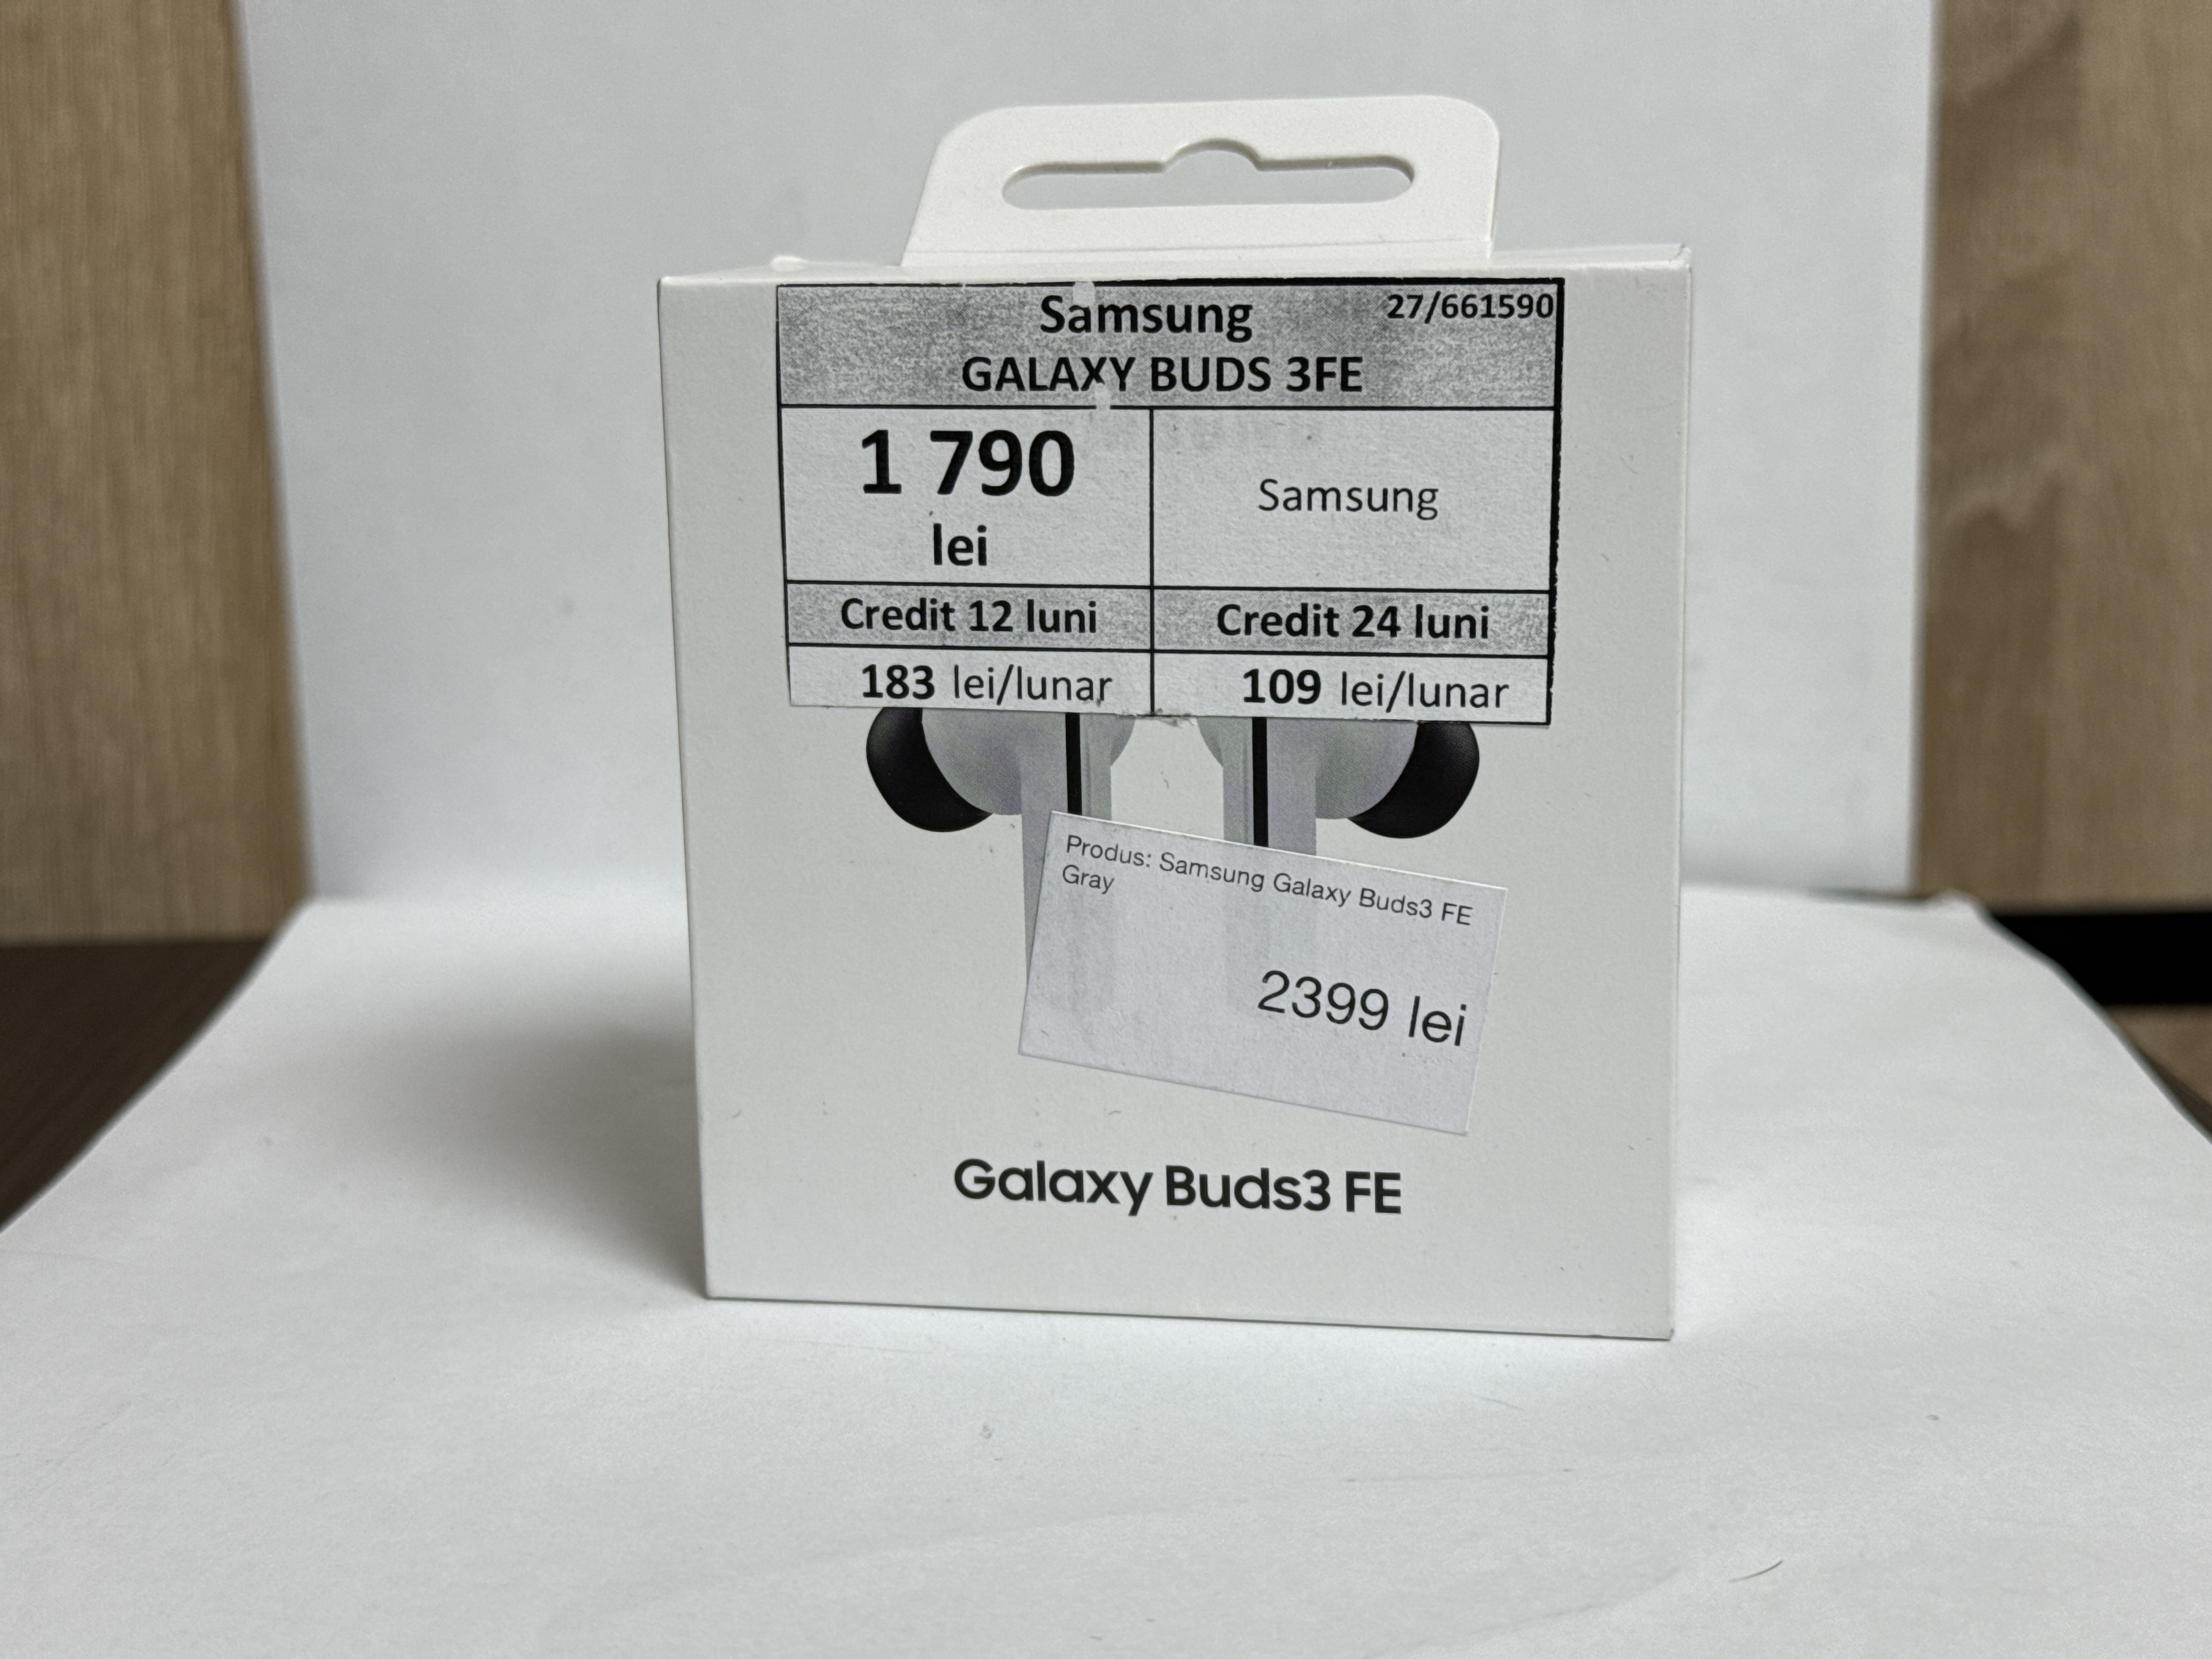 Samsung
27/661590
GALAXY BUDS 3FE
1 790
lei
Samsung
Credit 12 luni
Credit 24 luni
183 lei/lunar
109 lei/lunar
Produs: Samsung Galaxy Buds3 FE
Gray
2399 lei
Galaxy Buds3 FE